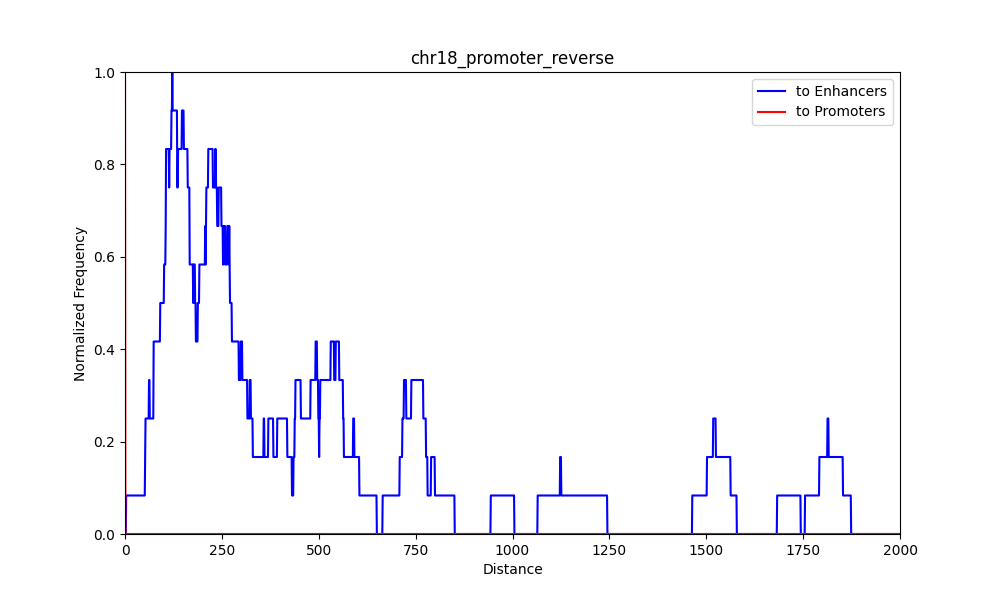 chr18_promoter_reverse
to Enhancers
to Promoters
Normalized Frequency
1.0
0.8
0.6
0.4
0.2
0.0
0 250 500 750 1000 1250 1500 1750 2000
Distance